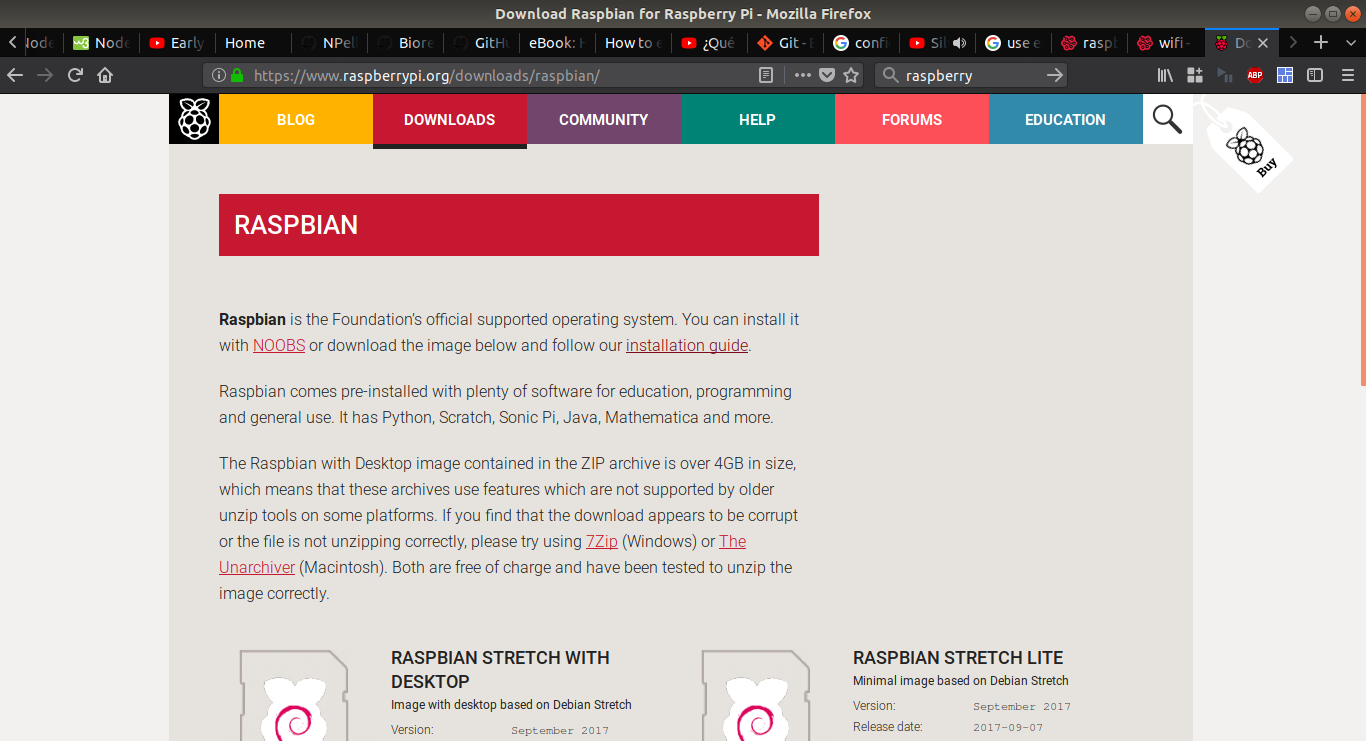 Download Raspbian for Raspberry Pi - Mozilla Firefox
Node
Early
Home
eBook:
How to
¿Qué
Git -
use
wifi-
https://www.raspberrypi.org/downloads/raspbian/
raspberry
ABP
BLOG
DOWNLOADS
COMMUNITY
HELP
FORUMS
EDUCATION
Buy
RASPBIAN
Raspbian is the Foundation’s official supported operating system. You can install it
with NOOBS or download the image below and follow our installation guide.
Raspbian comes pre-installed with plenty of software for education, programming
and general use. It has Python, Scratch, Sonic Pi, Java, Mathematica and more.
The Raspbian with Desktop image contained in the ZIP archive is over 4GB in size,
which means that these archives use features which are not supported by older
unzip tools on some platforms. If you find that the download appears to be corrupt
or the file is not unzipping correctly, please try using 7Zip (Windows) or The
Unarchiver (Macintosh). Both are free of charge and have been tested to unzip the
image correctly.
RASPBIAN STRETCH WITH
DESKTOP
Image with desktop based on Debian Stretch
Version: September 2017
RASPBIAN STRETCH LITE
Minimal image based on Debian Stretch
Version: September 2017
Release date: 2017-09-07